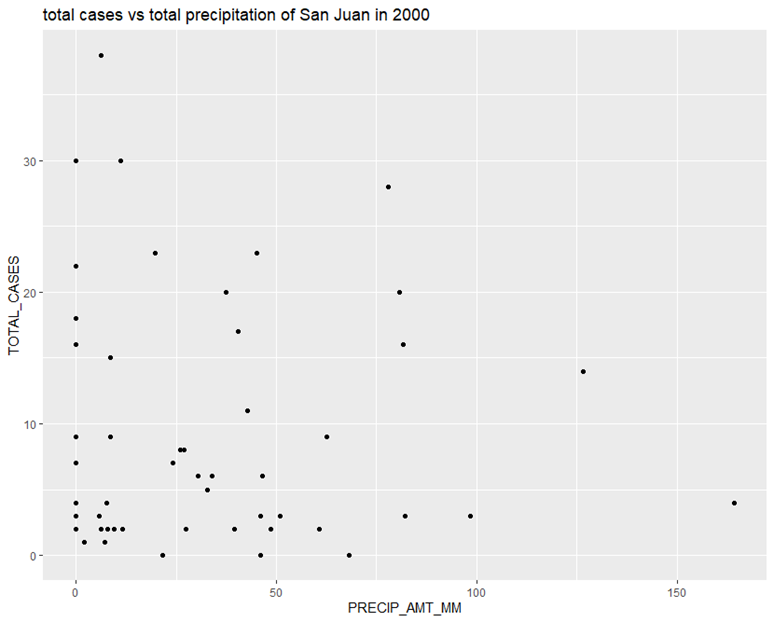 total cases vs total precipitation of San Juan in 2000
30
20
10
0
TOTAL_CASES
0 50 100 150
PRECIP_AMT_MM